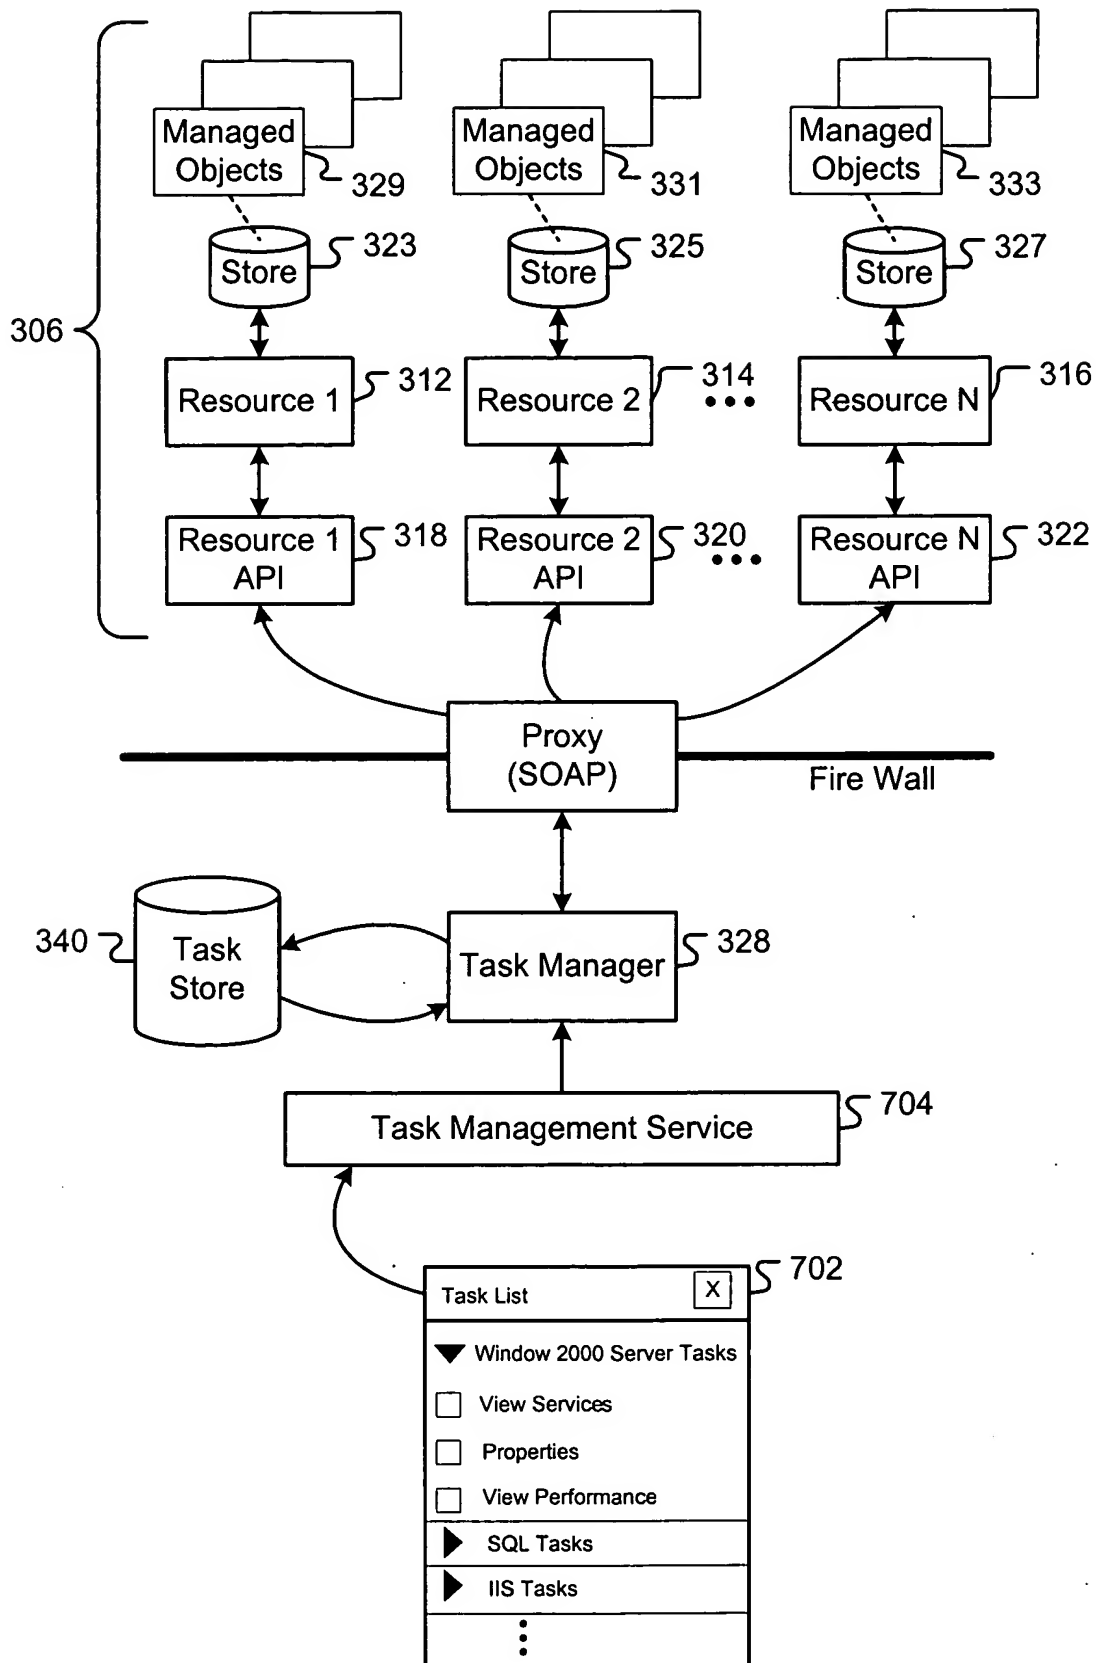 Managed
Objects
329
Managed
Objects
331
Managed
Objects
333
Store
323
Store
325
Store
327
306
Resource 1
312
Resource 2
314
•••
Resource N
316
Resource 1
API
318
Resource 2
API
320
•••
Resource N
API
322
Proxy
(SOAP)
Fire Wall
340
Task
Store
Task Manager
328
Task Management Service
704
Task List
X
702
Window 2000 Server Tasks
View Services
Properties
View Performance
SQL Tasks
IIS Tasks